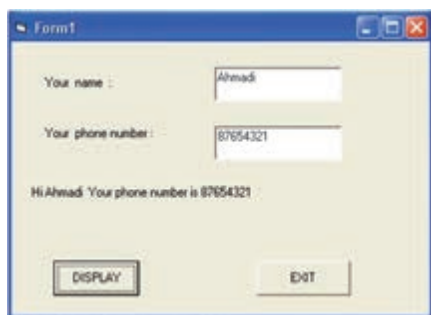 Form1
Your name :
Ahmadi
Your phone number :
87654321
Hi Ahmadi Your phone number is 87654321
DISPLAY
EXIT